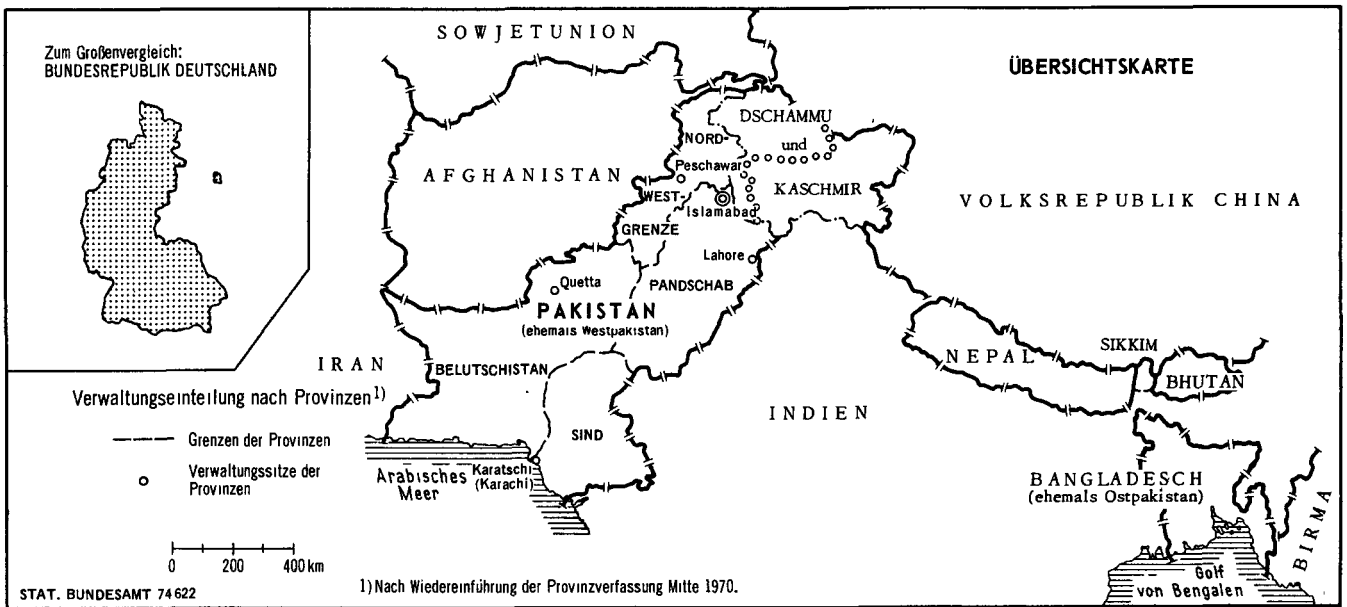 Zum Großenvergleich:
BUNDESREPUBLIK DEUTSCHLAND
SOWJETUNION
ÜBERSICHTSKARTE
DSCHAMMU
und
KASCHMIR
NORD-
WEST-
GRENZE
Peschawar
Islamabad
AFGHANISTAN
VOLKSREPUBLIK CHINA
Lahore
PANDSCHAB
Quetta
PAKISTAN
(ehemals Westpakistan)
IRAN
BELUTSCHISTAN
SIND
NEPAL
SIKKIM
BHUTAN
INDIEN
BANGLADESCH
(ehemals Ostpakistan)
BIRMA
Arabisches
Meer
Karatschi
(Karachi)
Golf
von Bengalen
Verwaltungseinteilung nach Provinzen1)
Grenzen der Provinzen
Verwaltungssitze der
Provinzen
0 200 400 km
1) Nach Wiedereinführung der Provinzverfassung Mitte 1970.
STAT. BUNDESAMT 74 622